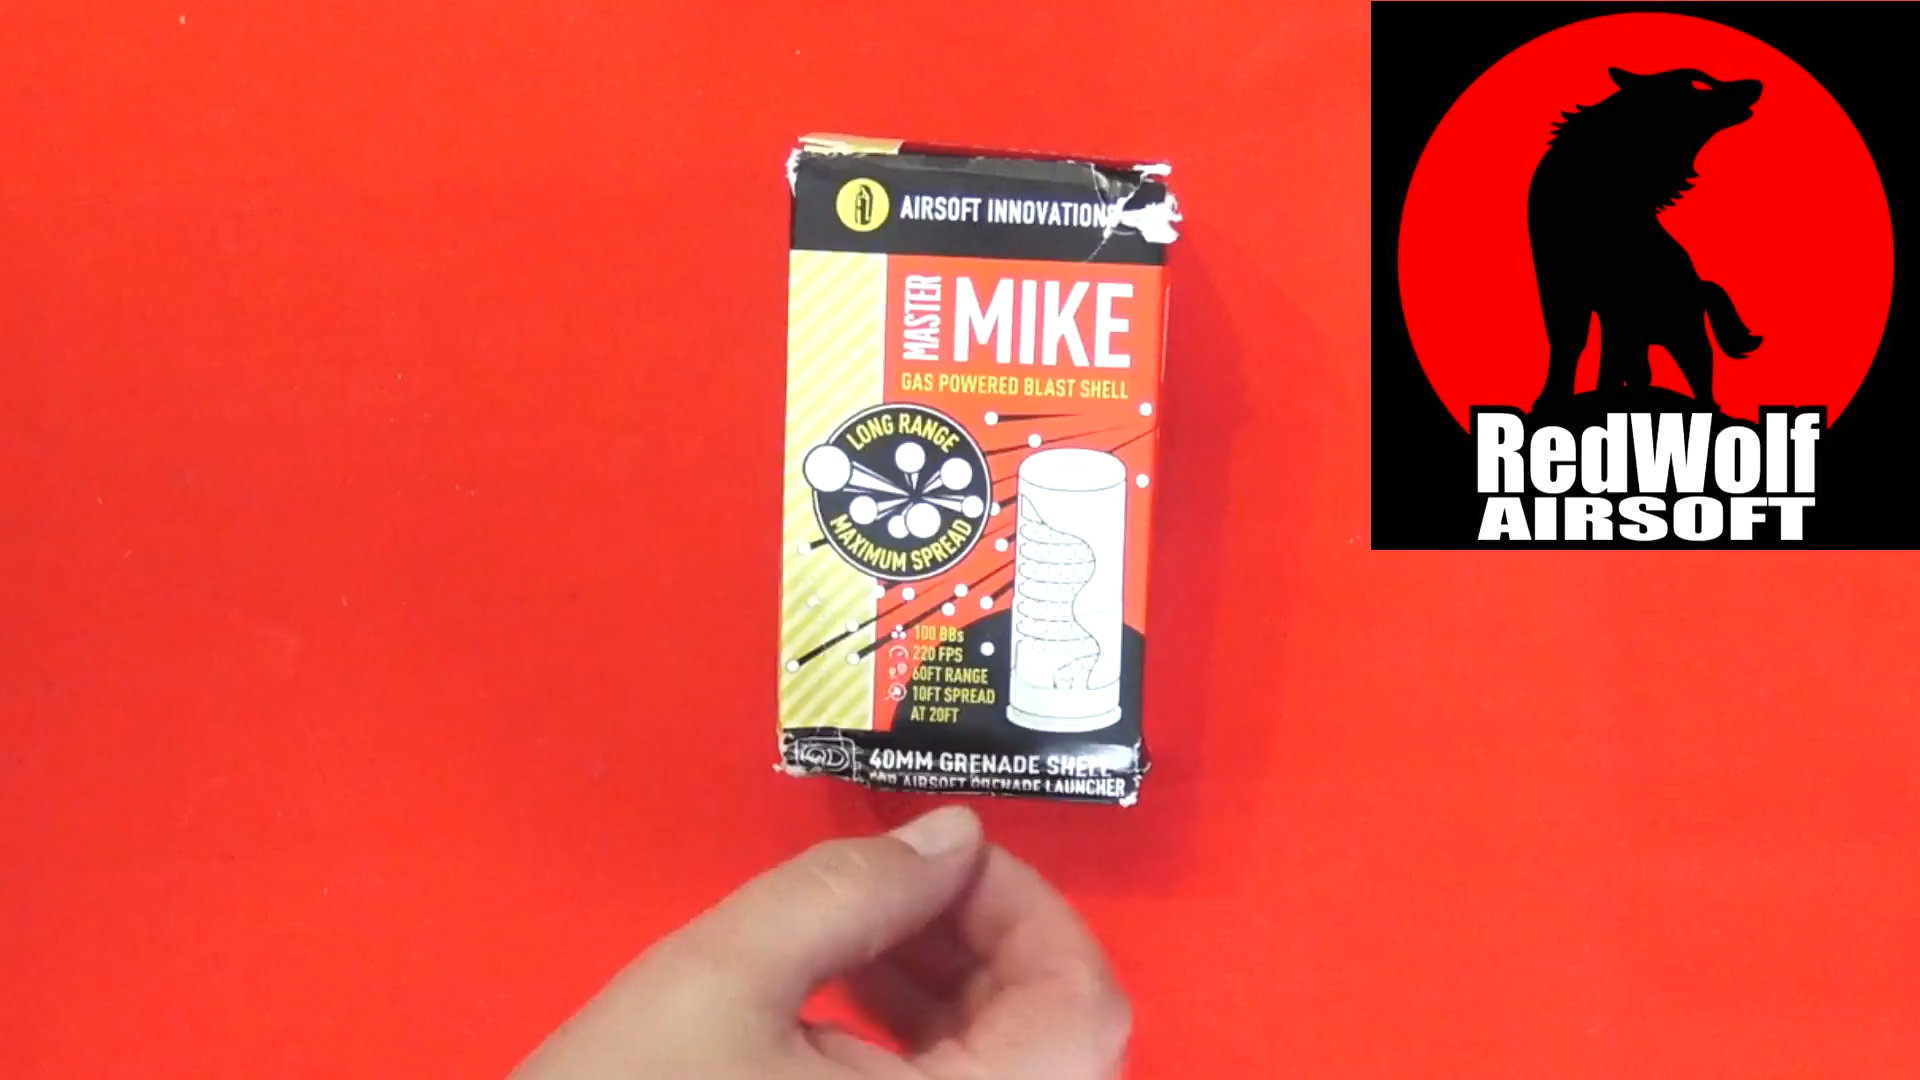 AIRSOFT INNOVATIONS
MASTER
MIKE
GAS POWERED BLAST SHELL
LONG RANGE
MAXIMUM SPREAD
100 BBs
220 FPS
60FT RANGE
10FT SPREAD
AT 20FT
40MM GRENADE SHELL
FOR AIRSOFT GRENADE LAUNCHER
RedWolf
AIRSOFT